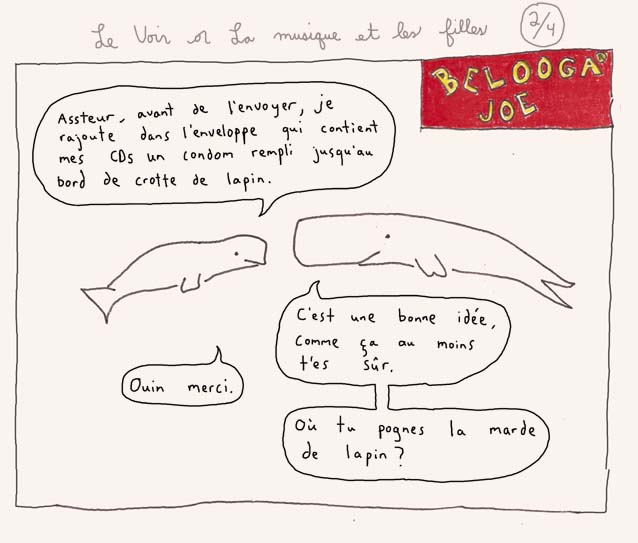 Le Voir or La musique et les filles
2/4
BELOOGA
JOE
Assteur, avant de l'envoyer, je
rajoute dans l'enveloppe qui contient
mes CDs un condom rempli jusqu'au
bord de crotte de lapin.
C'est une bonne idée,
comme ça au moins
t'es sûr.
Ouin merci.
Où tu pognes la marde
de lapin?